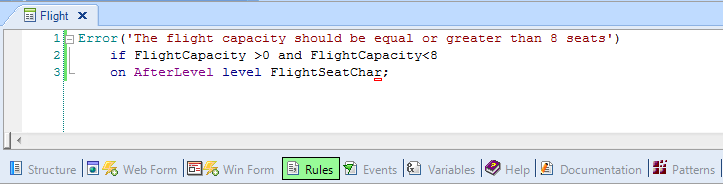 Flight
1 Error('The flight capacity should be equal or greater than 8 seats')
2 if FlightCapacity >0 and FlightCapacity<8
3 on AfterLevel level FlightSeatChar;
Structure Web Form Win Form Rules Events Variables Help Documentation Patterns